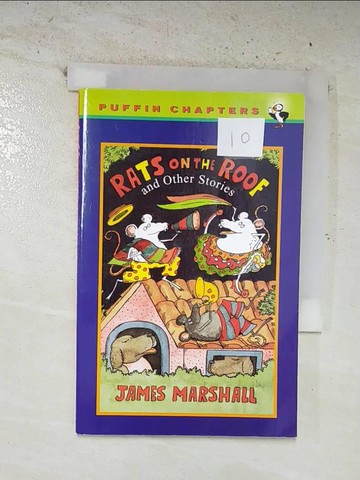 PUFFIN CHAPTERS
10
RATS ON THE ROOF
and Other Stories
JAMES MARSHALL